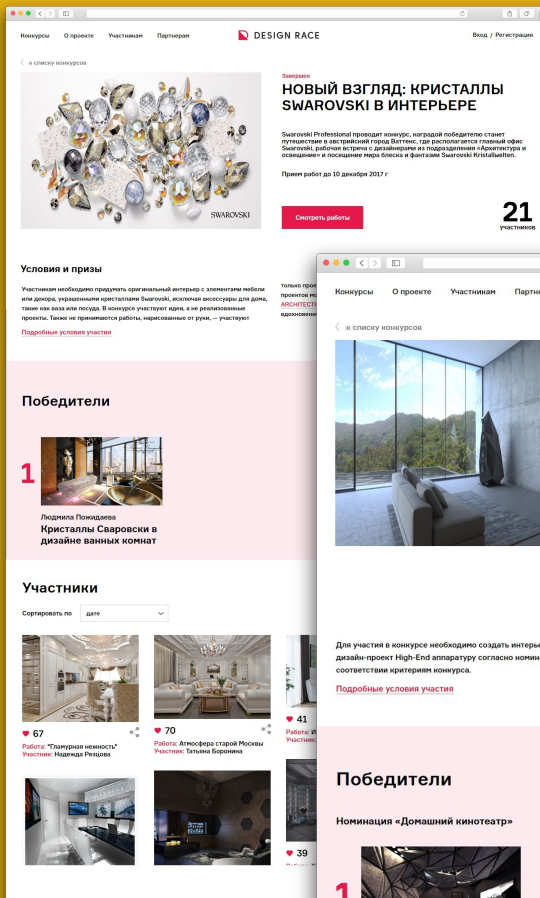 Конкурсы О проекте Участникам Партнерам DESIGN RACE Вход / Регистрация
к списку конкурсов
Завершен
НОВЫЙ ВЗГЛЯД: КРИСТАЛЛЫ
SWAROVSKI В ИНТЕРЬЕРЕ
Swarovski Professional проводит конкурс, наградой победителю станет
путешествие в австрийский город Ваттенс, где располагается главный офис
Swarovski, рабочая встреча с дизайнерами из подразделения «Архитектура и
освещение» и посещение мира блеска и фантазии Swarovski Kristallwelten.
Прием работ до 10 декабря 2017 г
SWAROVSKI
Смотреть работы
21
участников
Условия и призы
Участникам необходимо придумать оригинальный интерьер с элементами мебели
или декора, украшенными кристаллами Swarovski, исключая аксессуары для дома,
такие как ваза или посуда. В конкурсе участвуют идеи, а не реализованные
проекты. Также не принимаются работы, нарисованные от руки, — участвуют
Подробные условия участия
только прое
проектов мо
ARCHITECTU
вдохновени
Победители
1
Людмила Пожидаева
Кристаллы Сваровски в
дизайне ванных комнат
Участники
Сортировать по дате
67
Работа: "Гламурная нежность"
Участник: Надежда Резцова
70
Работа: Атмосфера старой Москвы
Участник: Татьяна Боронина
41
Работа: И
Участник:
39
Конкурсы О проекте Участникам Партне
к списку конкурсов
Для участия в конкурсе необходимо создать интерье
дизайн-проект High-End аппаратуру согласно номин
соответствии критериям конкурса.
Подробные условия участия
Победители
Номинация «Домашний кинотеатр»
1